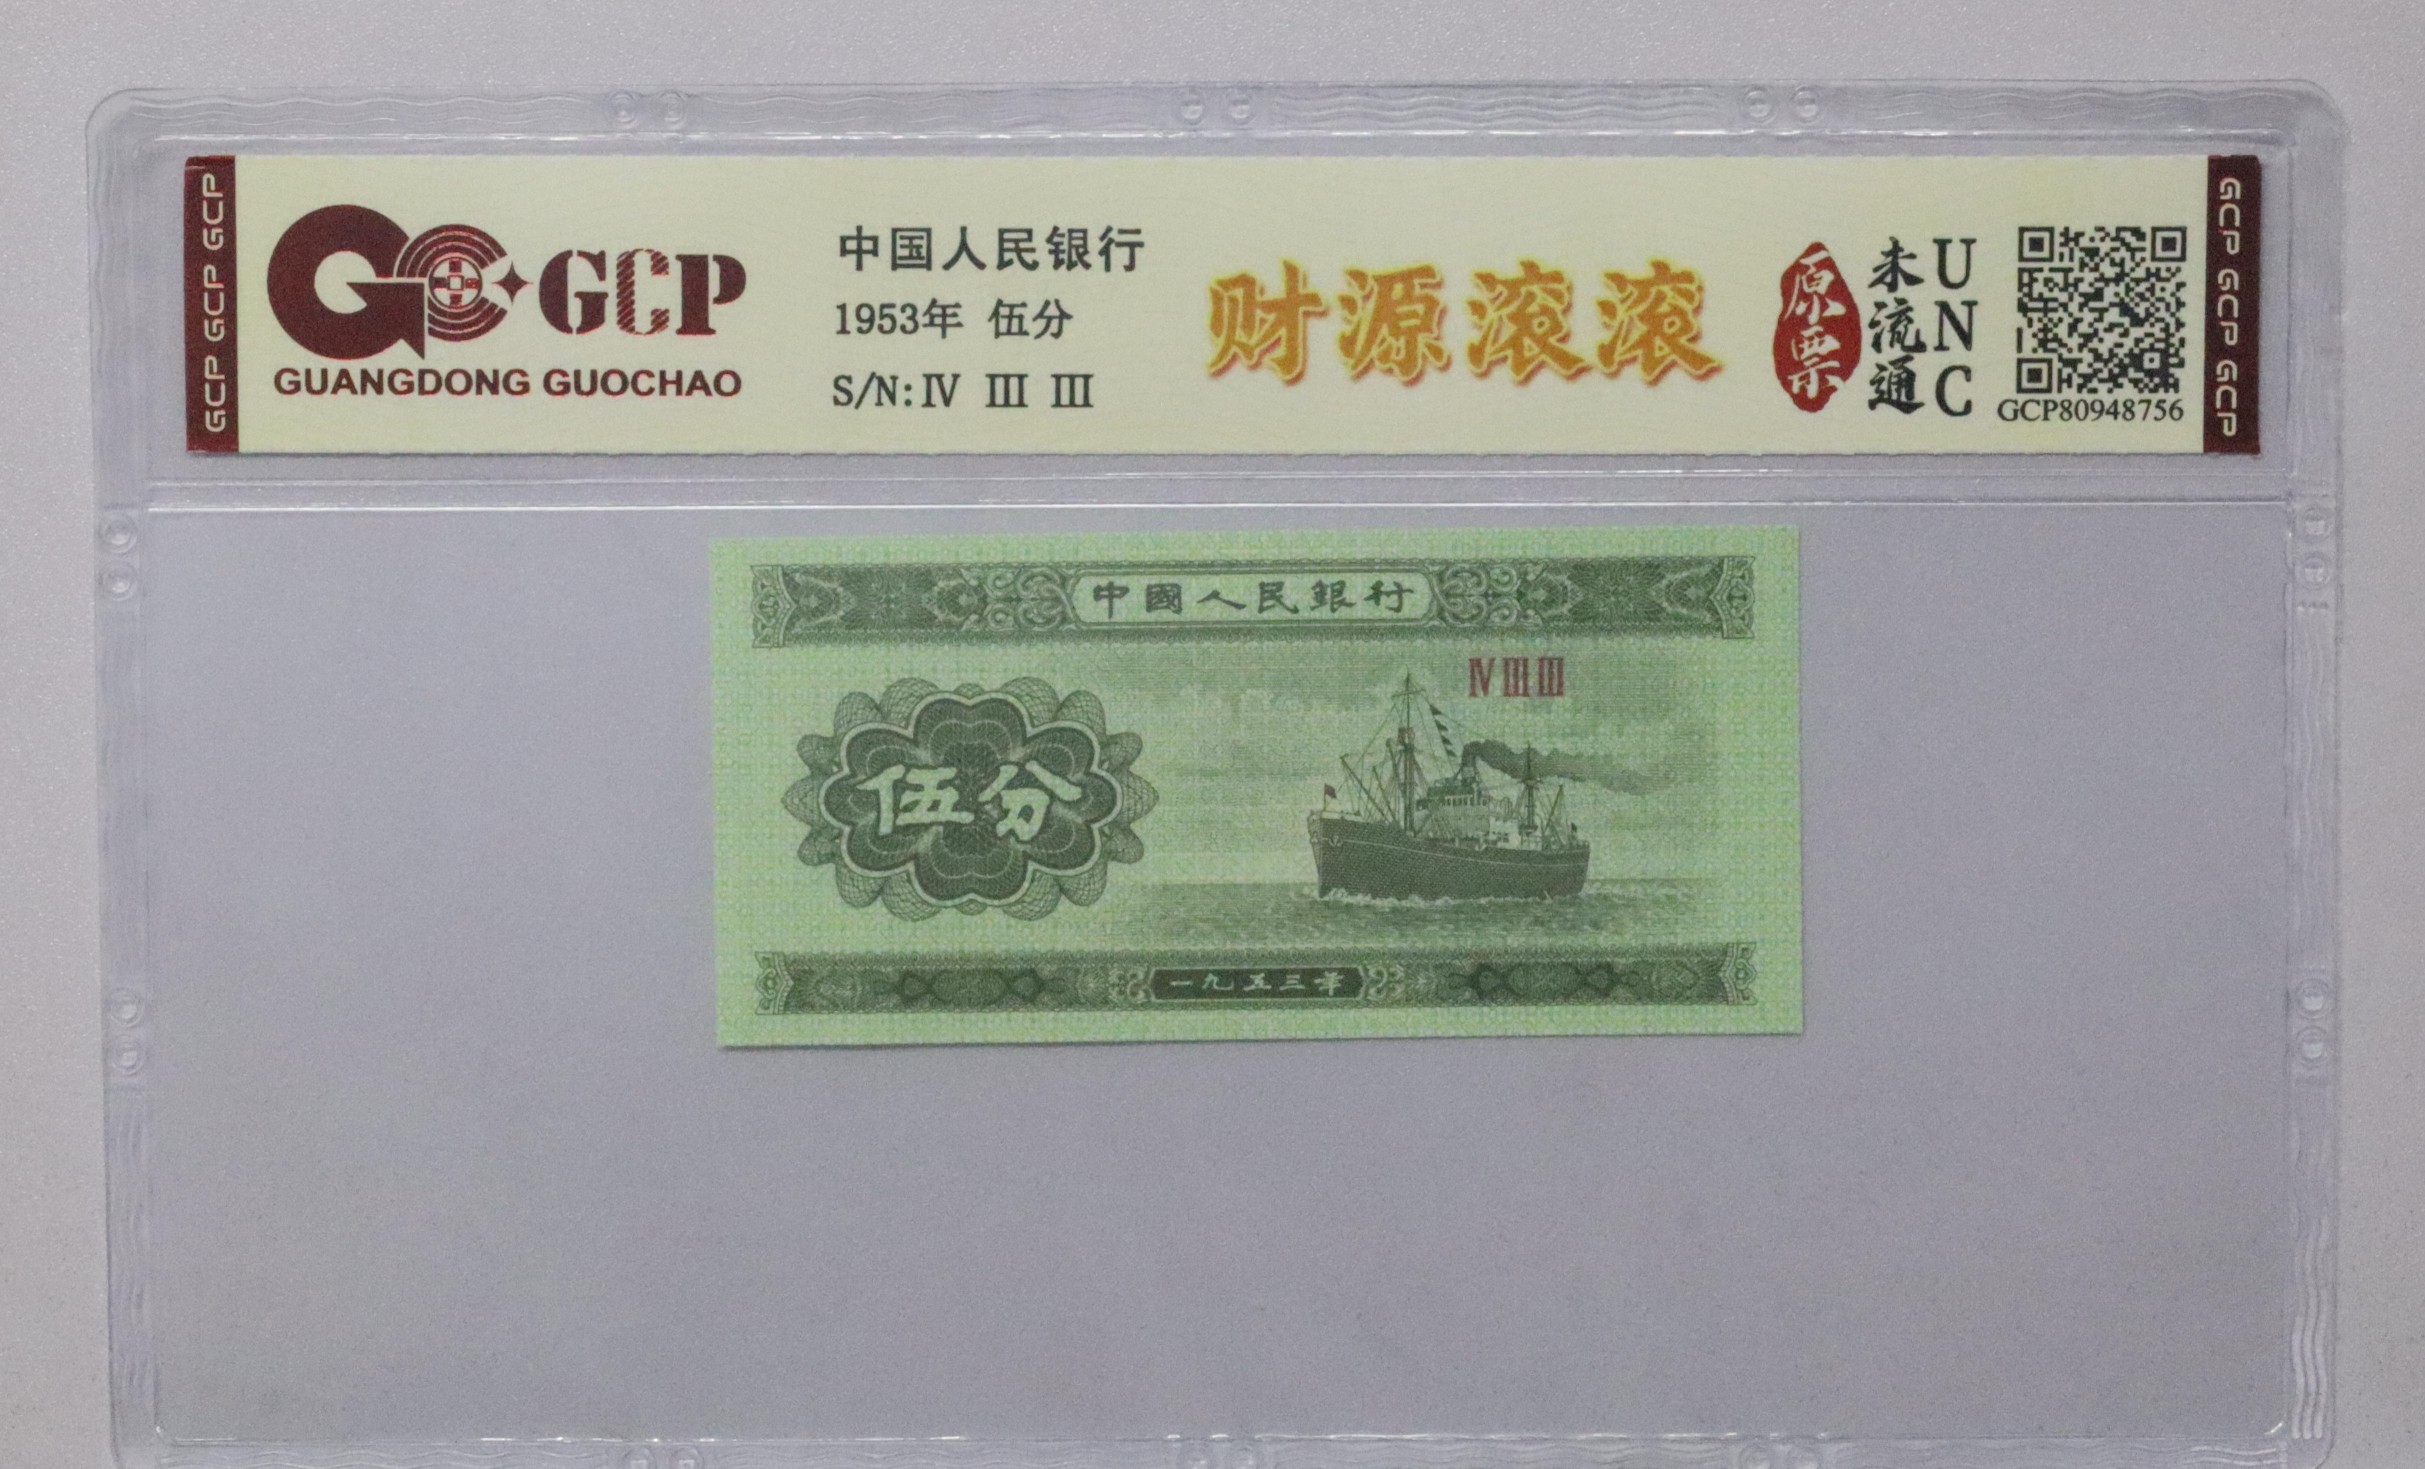 GCP GCP GCP
GCP
GUANGDONG GUOCHAO
中国人民银行
1953年 伍分
S/N: Ⅳ Ⅲ Ⅲ
财源滚滚
原票
未流通
UNC
GCP80948756
GCP GCP GCP
中國人民銀行
Ⅳ Ⅲ Ⅲ
伍分
一九五三年